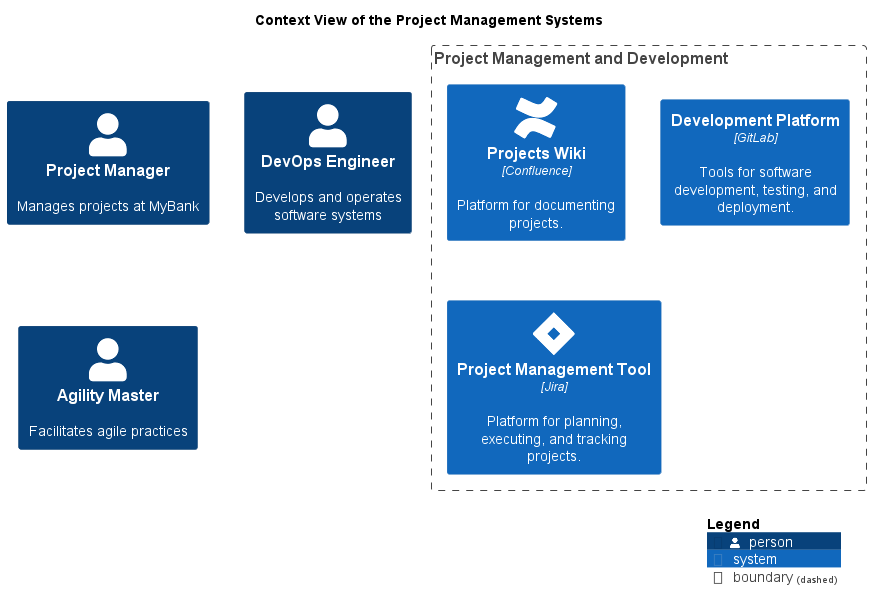 Context View of the Project Management Systems
Project Management and Development
Project Manager
Manages projects at MyBank
DevOps Engineer
Develops and operates
software systems
Projects Wiki
[Confluence]
Platform for documenting
projects.
Development Platform
[GitLab]
Tools for software
development, testing, and
deployment.
Agility Master
Facilitates agile practices
Project Management Tool
[Jira]
Platform for planning,
executing, and tracking
projects.
Legend
person
system
boundary (dashed)